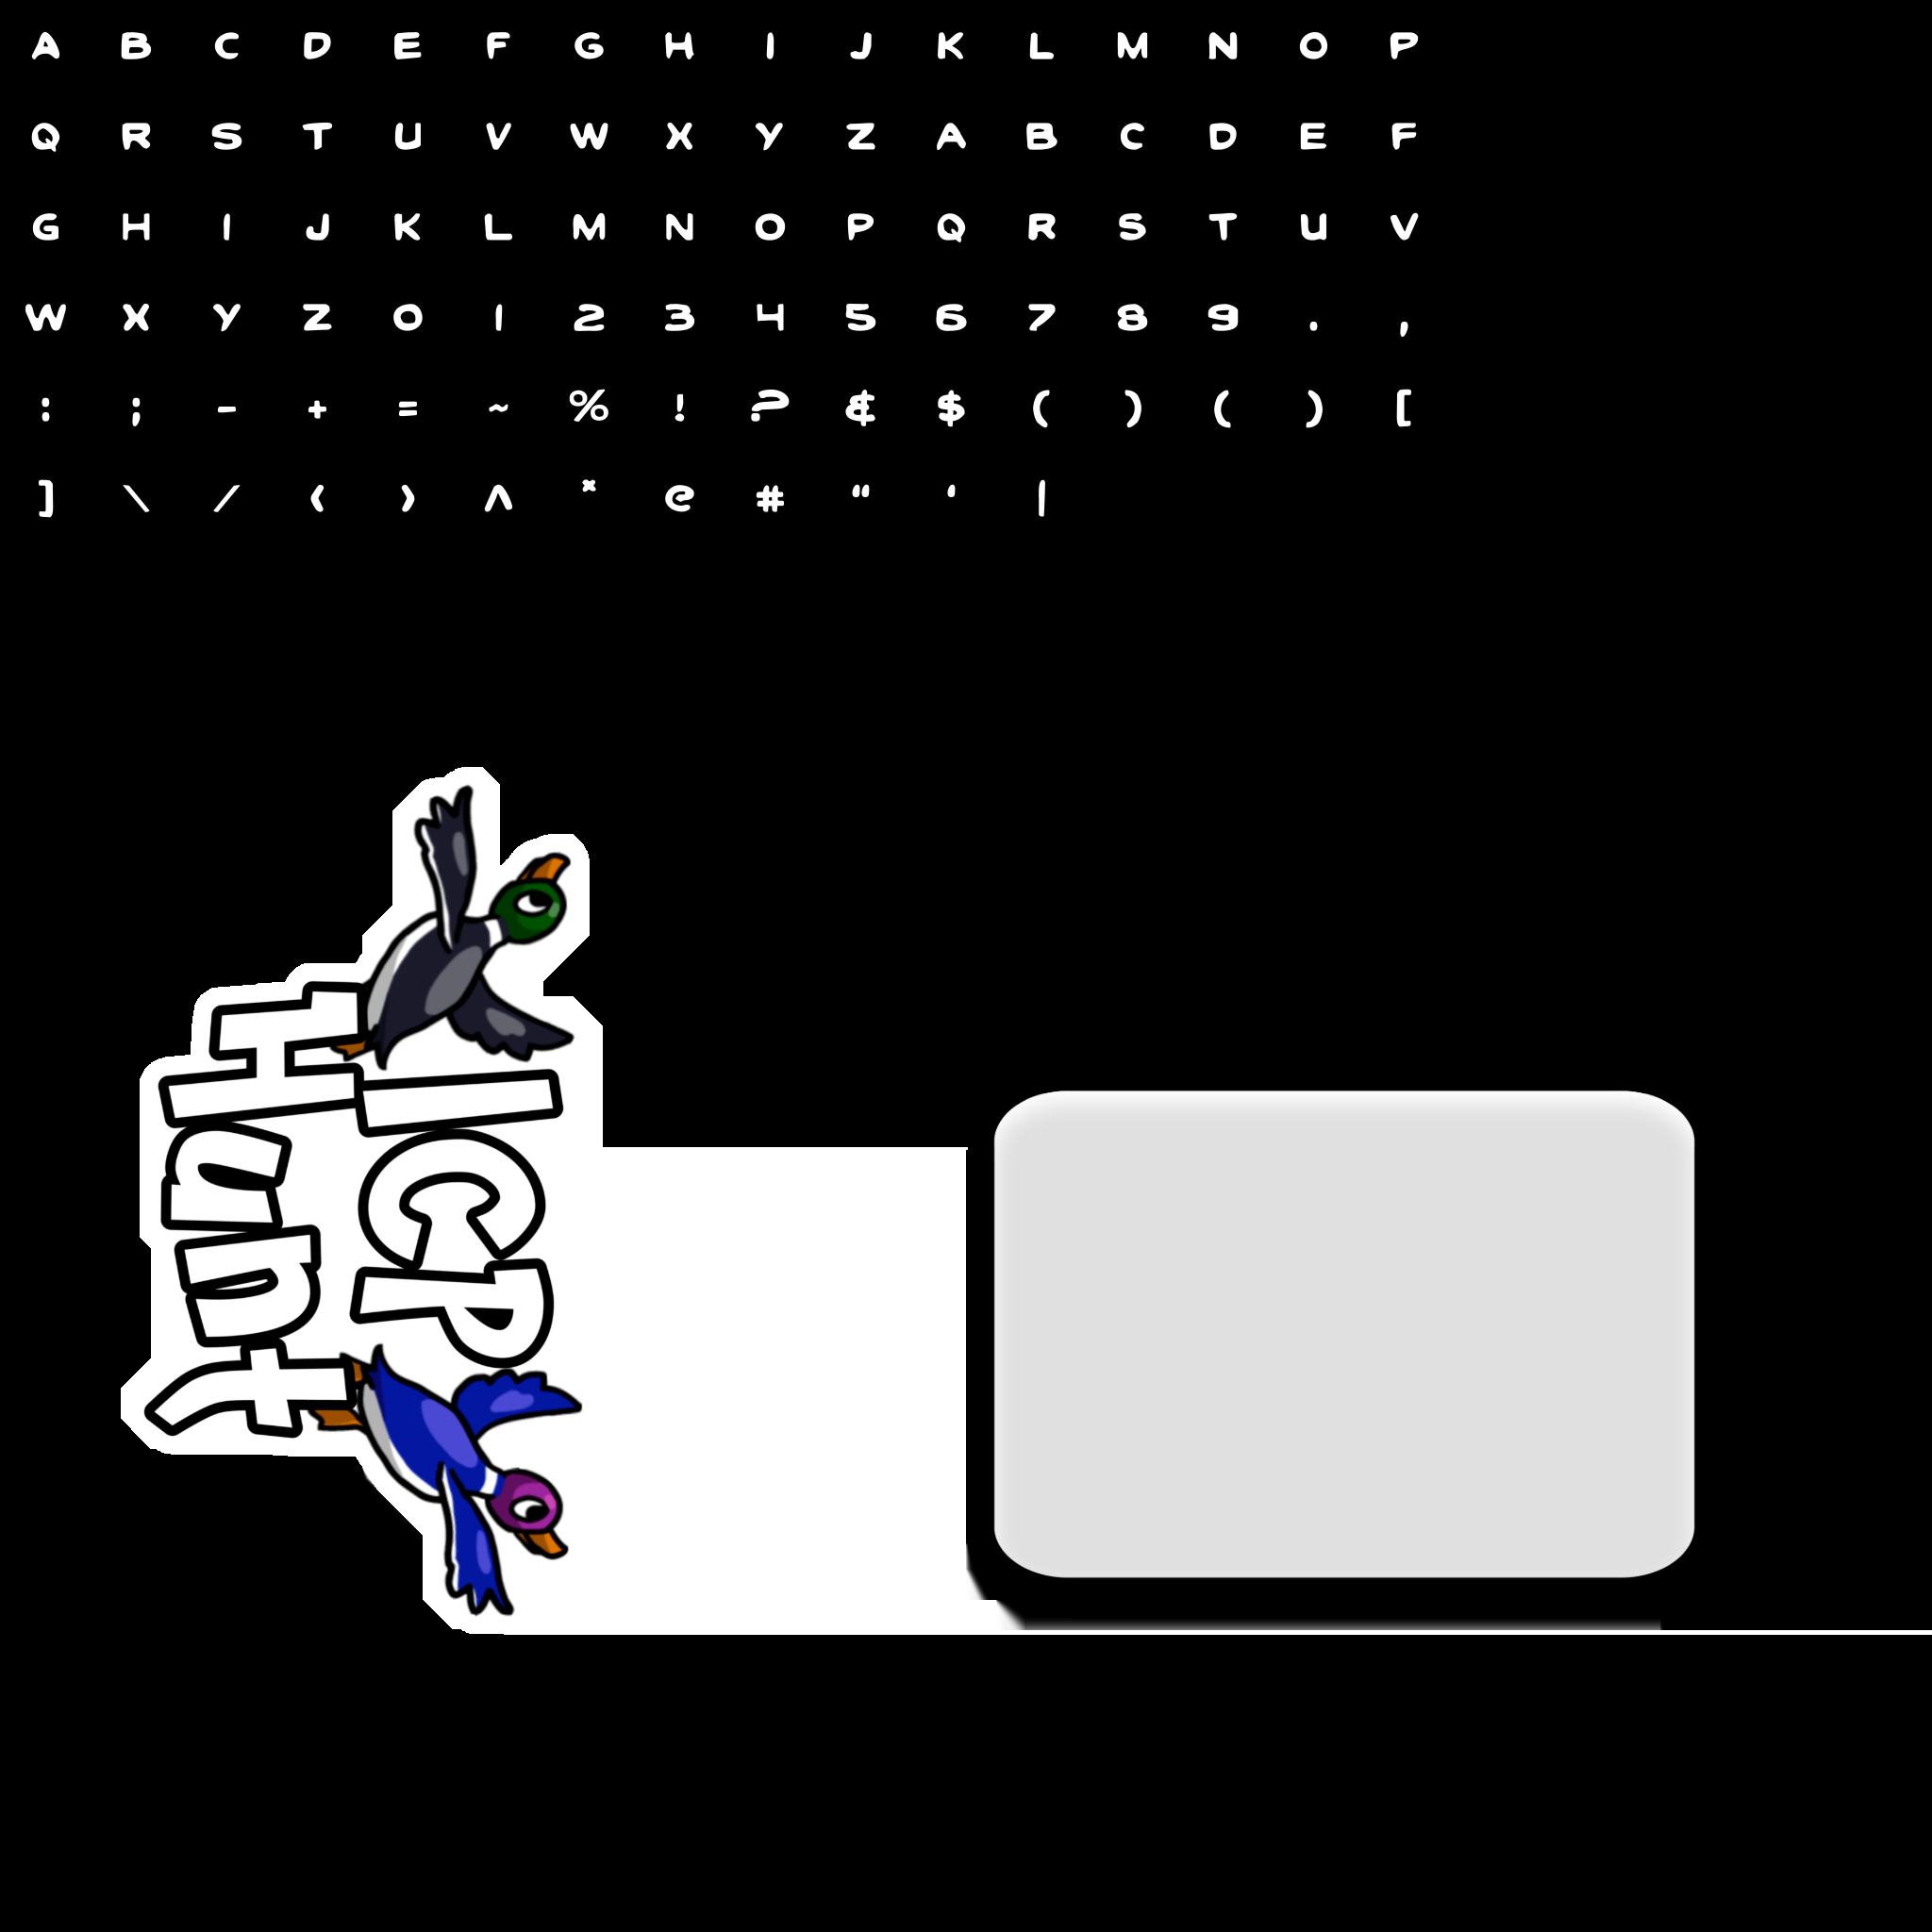 A B C D E F G H I J K L M N O P
Q R S T U V W X Y Z A B C D E F
G H I J K L M N O P Q R S T U V
W X Y Z 0 1 2 3 4 5 6 7 8 9 . ,
: ; - + = ~ % ! ? & $ ( ) ( ) [
] \ / < > ^ * @ # " ' |
ICP
Hunt